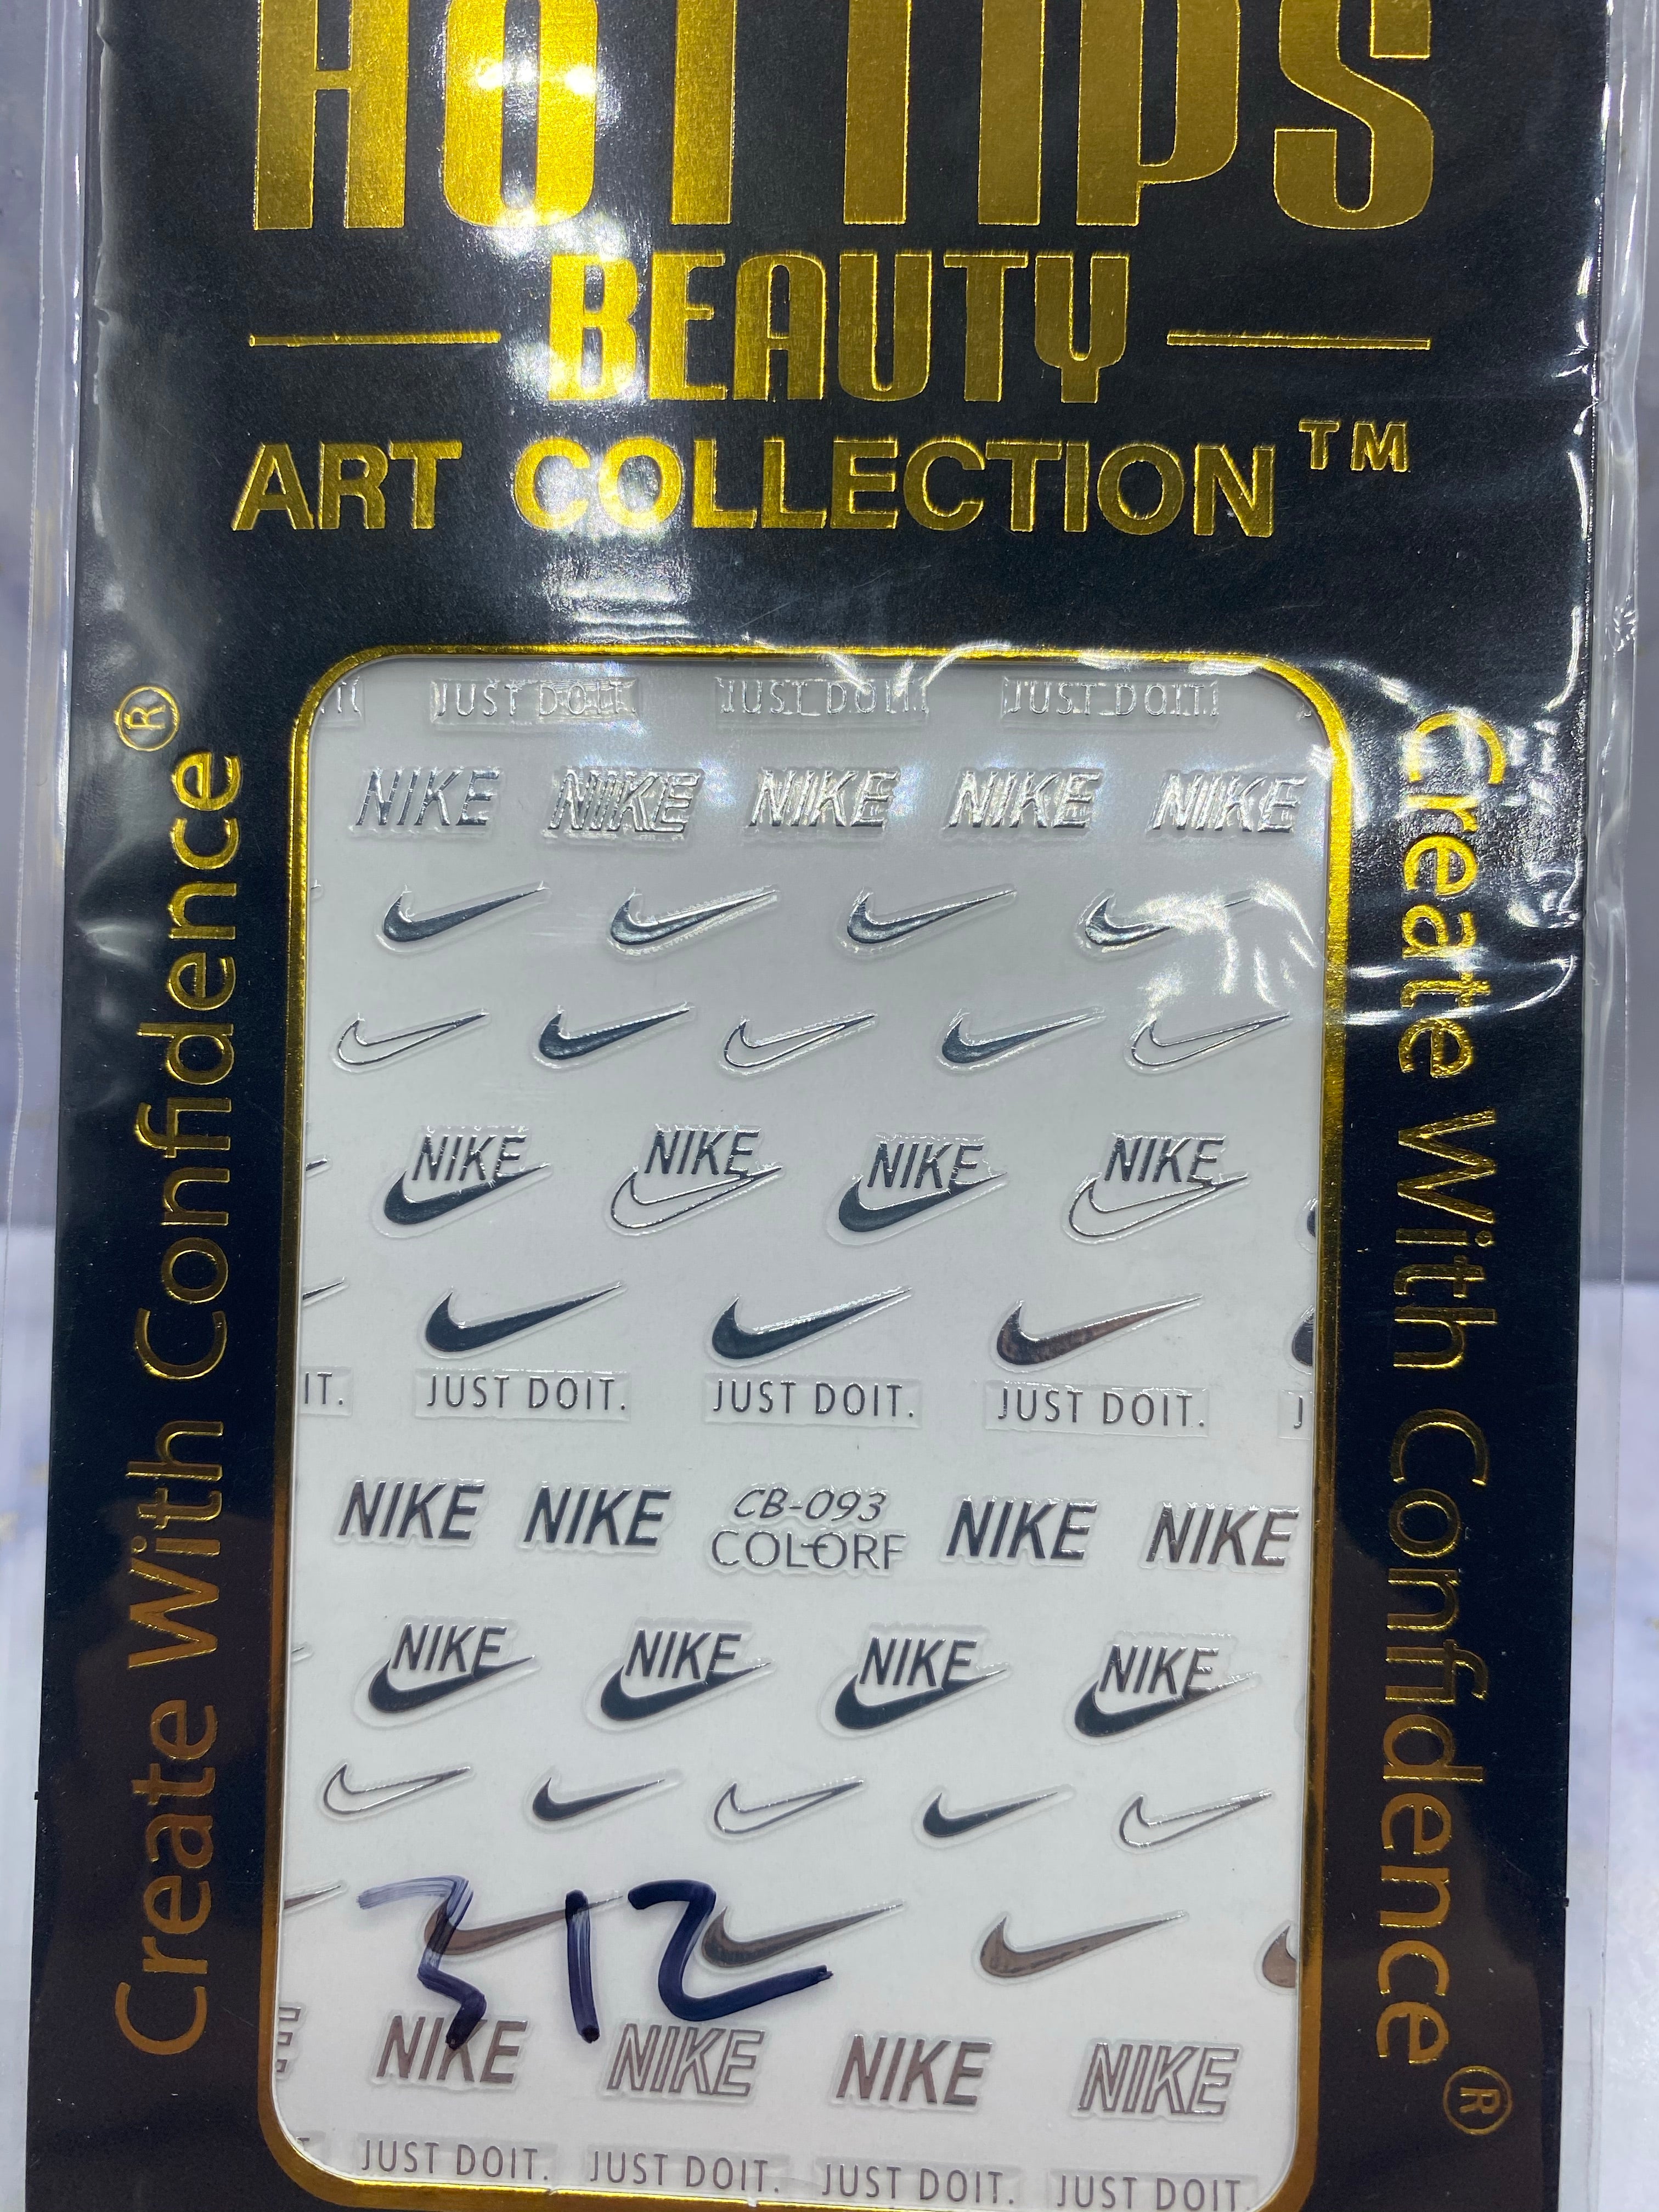 HOT TIPS
BEAUTY
ART COLLECTION™
Create With Confidence®
Create With Confidence®
IT. JUST DOIT. JUST DOIT. JUST DOIT.
NIKE NIKE NIKE NIKE NIKE
NIKE NIKE NIKE NIKE
IT. JUST DOIT. JUST DOIT. JUST DOIT. J
NIKE NIKE CB-093 NIKE NIKE
COLORF
NIKE NIKE NIKE NIKE
312
E NIKE NIKE NIKE NIKE
JUST DOIT. JUST DOIT. JUST DOIT. JUST DOIT.